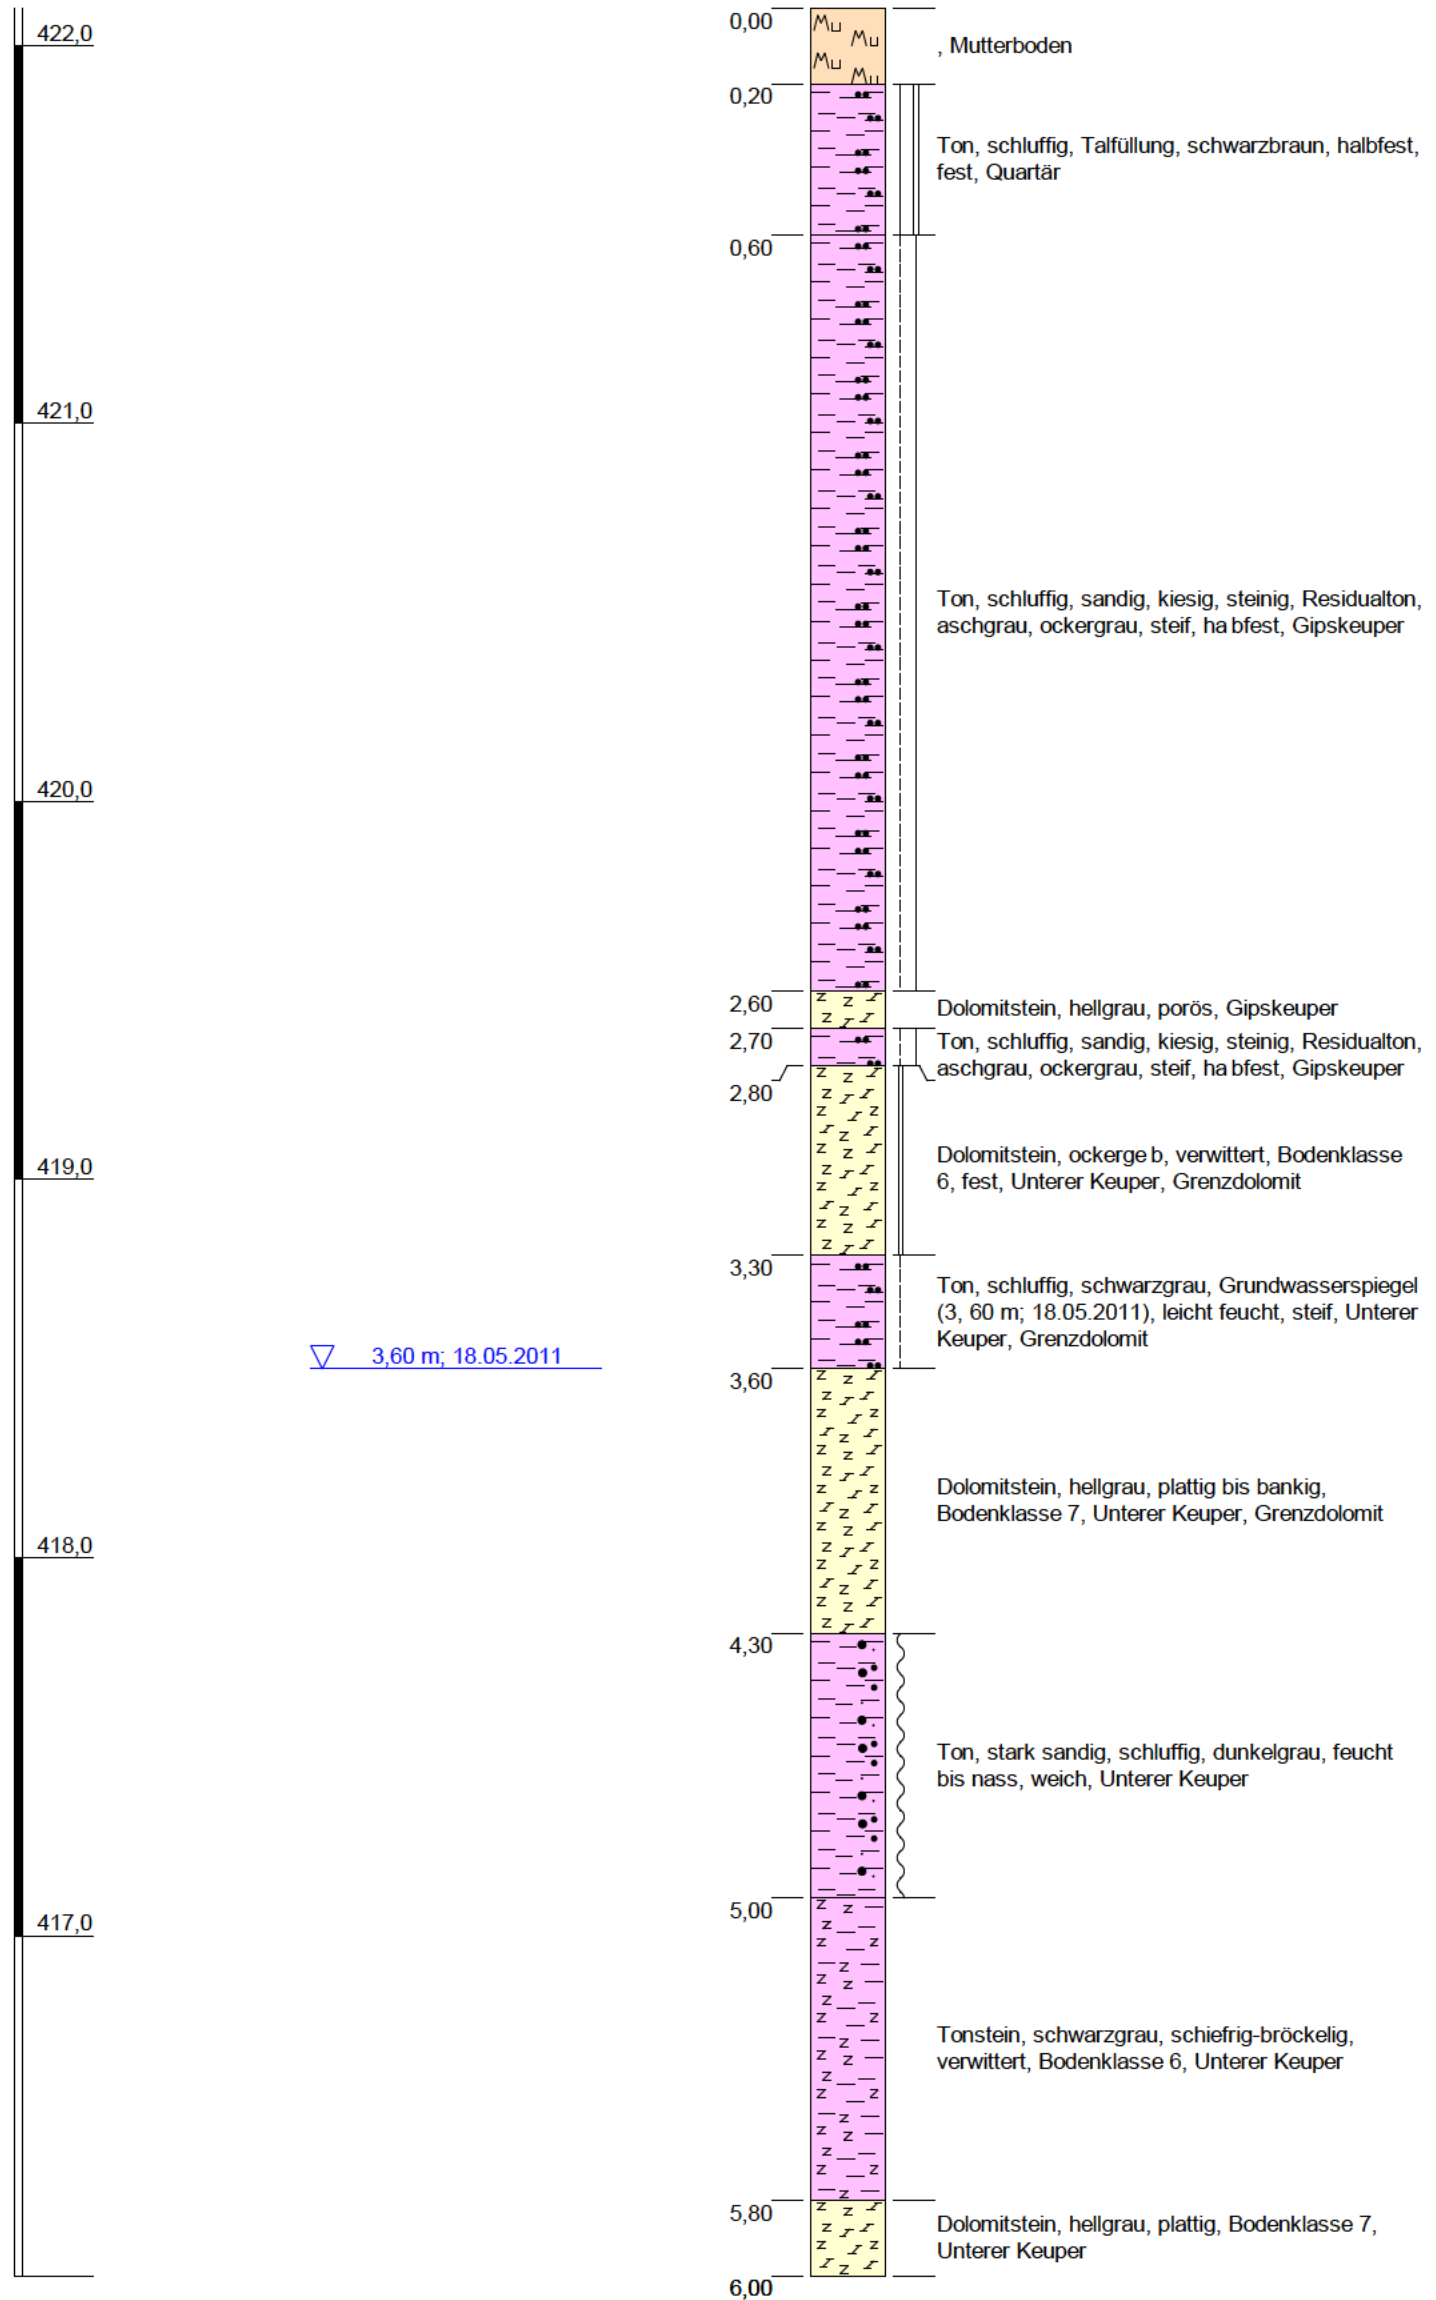 0,00
422,0
, Mutterboden
0,20
Ton, schluffig, Talfüllung, schwarzbraun, halbfest,
fest, Quartär
0,60
421,0
Ton, schluffig, sandig, kiesig, steinig, Residualton,
aschgrau, ockergrau, steif, ha bfest, Gipskeuper
420,0
2,60
Dolomitstein, hellgrau, porös, Gipskeuper
2,70
Ton, schluffig, sandig, kiesig, steinig, Residualton,
aschgrau, ockergrau, steif, ha bfest, Gipskeuper
2,80
Dolomitstein, ockerge b, verwittert, Bodenklasse
6, fest, Unterer Keuper, Grenzdolomit
419,0
3,30
Ton, schluffig, schwarzgrau, Grundwasserspiegel
(3, 60 m; 18.05.2011), leicht feucht, steif, Unterer
Keuper, Grenzdolomit
3,60 m; 18.05.2011
3,60
Dolomitstein, hellgrau, plattig bis bankig,
Bodenklasse 7, Unterer Keuper, Grenzdolomit
418,0
4,30
Ton, stark sandig, schluffig, dunkelgrau, feucht
bis nass, weich, Unterer Keuper
5,00
417,0
Tonstein, schwarzgrau, schiefrig-bröckelig,
verwittert, Bodenklasse 6, Unterer Keuper
5,80
Dolomitstein, hellgrau, plattig, Bodenklasse 7,
Unterer Keuper
6,00